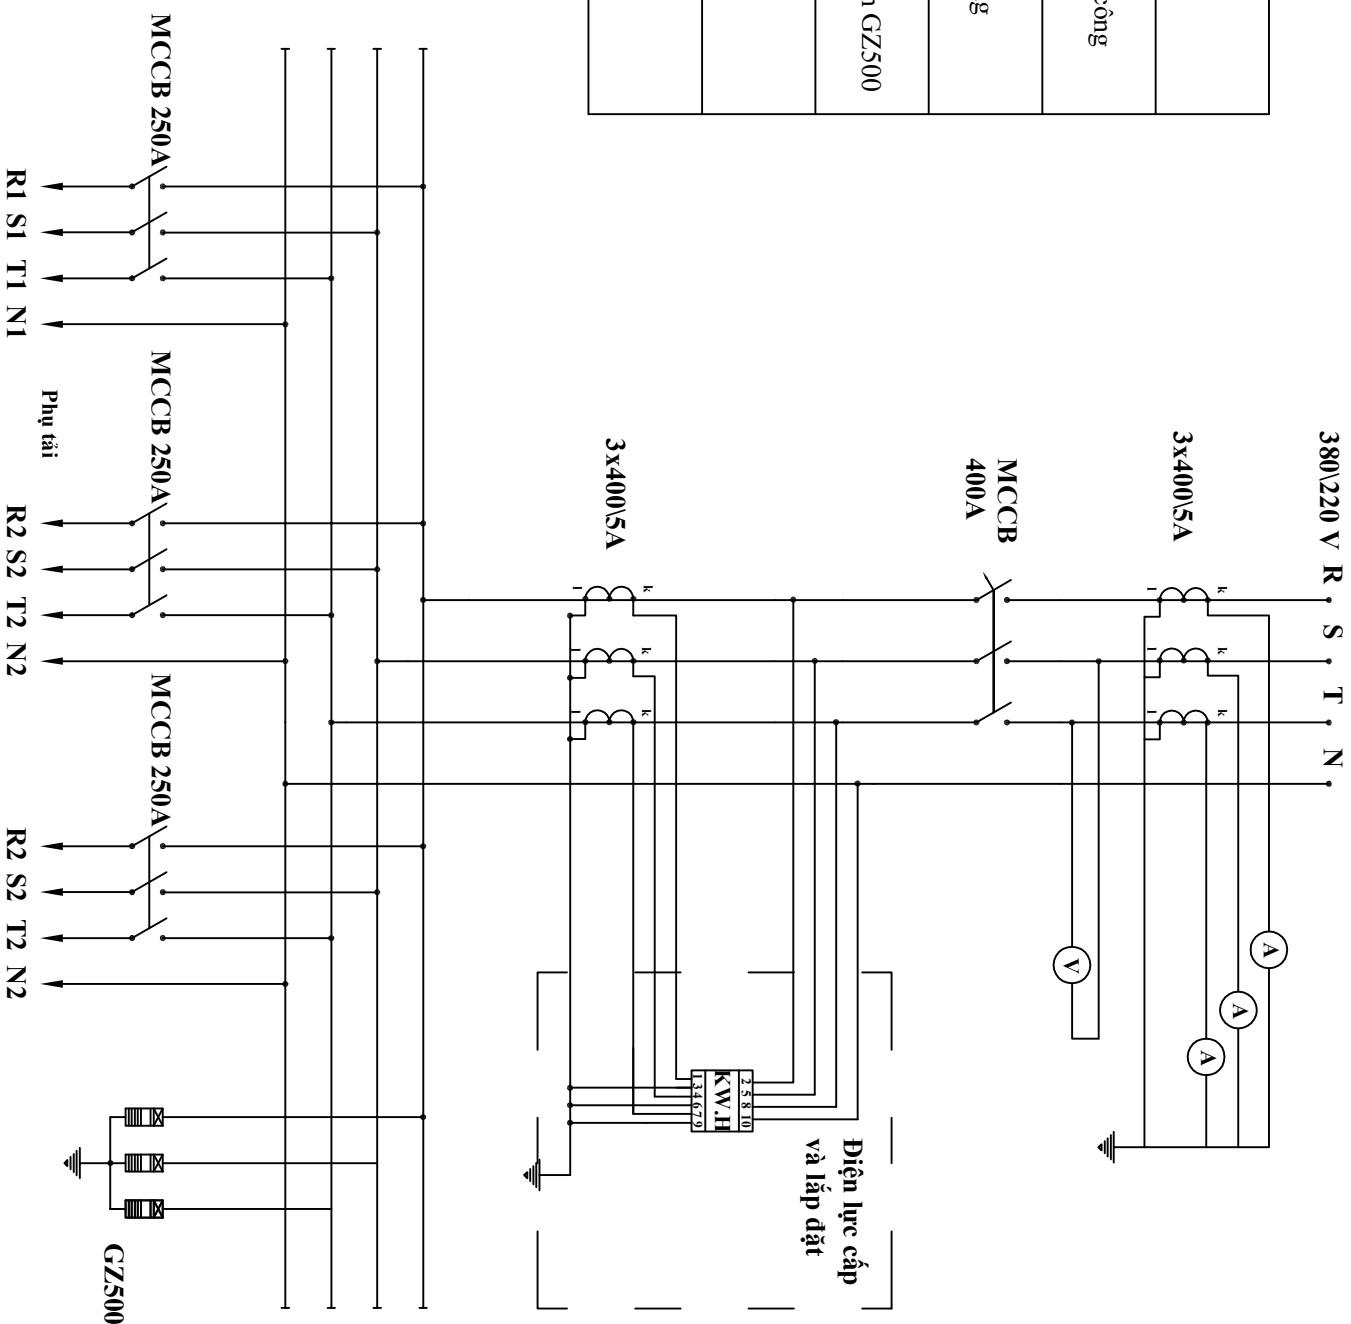 công
g
n GZ500
380\220 V
R
S
T
N
3x400\5A
k
l
k
l
k
l
A
A
A
V
MCCB
400A
3x400\5A
k
l
k
l
k
l
2 5 8 10
KW.H
1 3 4 6 7 9
Điện lực cấp
và lắp đặt
MCCB 250A
MCCB 250A
MCCB 250A
GZ500
Phụ tải
R1 S1 T1 N1
R2 S2 T2 N2
R2 S2 T2 N2